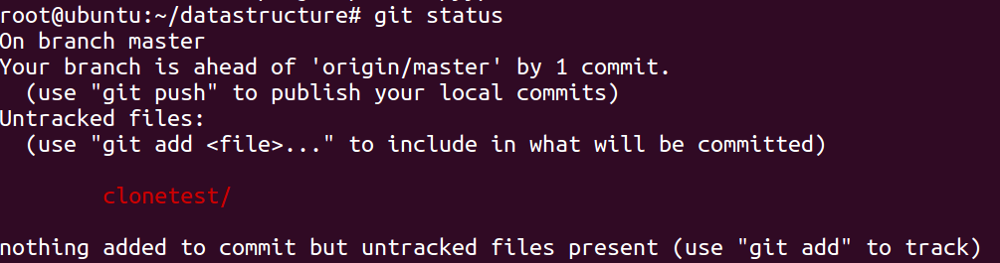 root@ubuntu:~/datastructure# git status
On branch master
Your branch is ahead of 'origin/master' by 1 commit.
  (use "git push" to publish your local commits)
Untracked files:
  (use "git add <file>..." to include in what will be committed)
        clonetest/
nothing added to commit but untracked files present (use "git add" to track)